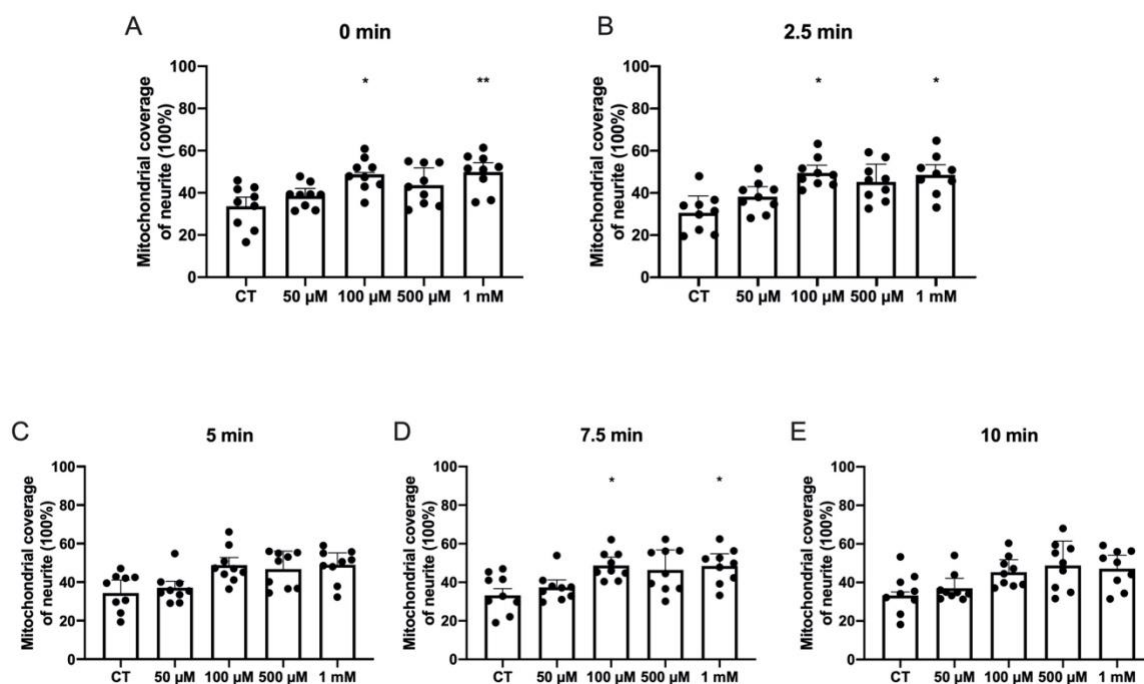 A
0 min
Mitochondrial coverage
of neurite (100%)
100
80
60
40
20
0
*
**
CT
50 μM
100 μM
500 μM
1 mM
B
2.5 min
Mitochondrial coverage
of neurite (100%)
100
80
60
40
20
0
*
*
CT
50 μM
100 μM
500 μM
1 mM
C
5 min
Mitochondrial coverage
of neurite (100%)
100
80
60
40
20
0
CT
50 μM
100 μM
500 μM
1 mM
D
7.5 min
Mitochondrial coverage
of neurite (100%)
100
80
60
40
20
0
*
*
CT
50 μM
100 μM
500 μM
1 mM
E
10 min
Mitochondrial coverage
of neurite (100%)
100
80
60
40
20
0
CT
50 μM
100 μM
500 μM
1 mM